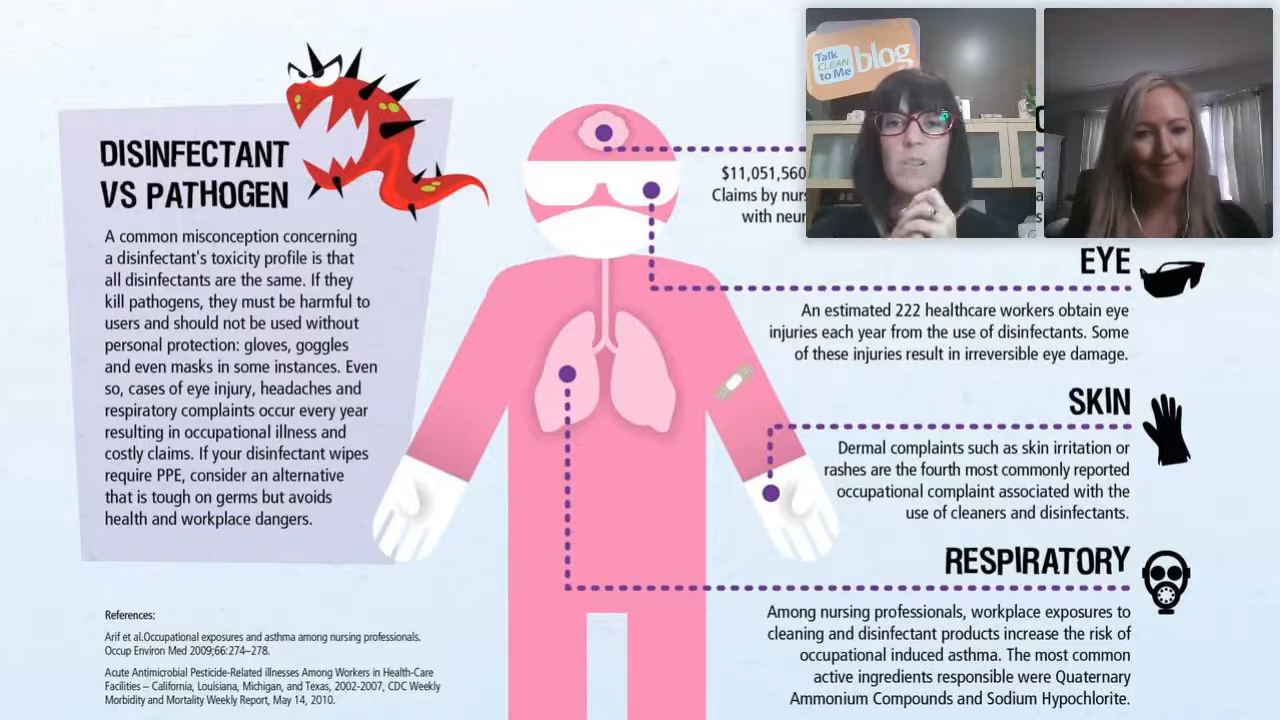 Talk
CLEAN
to Me
blog
DISINFECTANT
VS PATHOGEN
A common misconception concerning
a disinfectant's toxicity profile is that
all disinfectants are the same. If they
kill pathogens, they must be harmful to
users and should not be used without
personal protection: gloves, goggles
and even masks in some instances. Even
so, cases of eye injury, headaches and
respiratory complaints occur every year
resulting in occupational illness and
costly claims. If your disinfectant wipes
require PPE, consider an alternative
that is tough on germs but avoids
health and workplace dangers.
References:
Arif et al.Occupational exposures and asthma among nursing professionals.
Occup Environ Med 2009;66:274–278.
Acute Antimicrobial Pesticide-Related illnesses Among Workers in Health-Care
Facilities – California, Louisiana, Michigan, and Texas, 2002-2007, CDC Weekly
Morbidity and Mortality Weekly Report, May 14, 2010.
$11,051,560
Claims by nurs
with neur
EYE
An estimated 222 healthcare workers obtain eye
injuries each year from the use of disinfectants. Some
of these injuries result in irreversible eye damage.
SKIN
Dermal complaints such as skin irritation or
rashes are the fourth most commonly reported
occupational complaint associated with the
use of cleaners and disinfectants.
RESPIRATORY
Among nursing professionals, workplace exposures to
cleaning and disinfectant products increase the risk of
occupational induced asthma. The most common
active ingredients responsible were Quaternary
Ammonium Compounds and Sodium Hypochlorite.